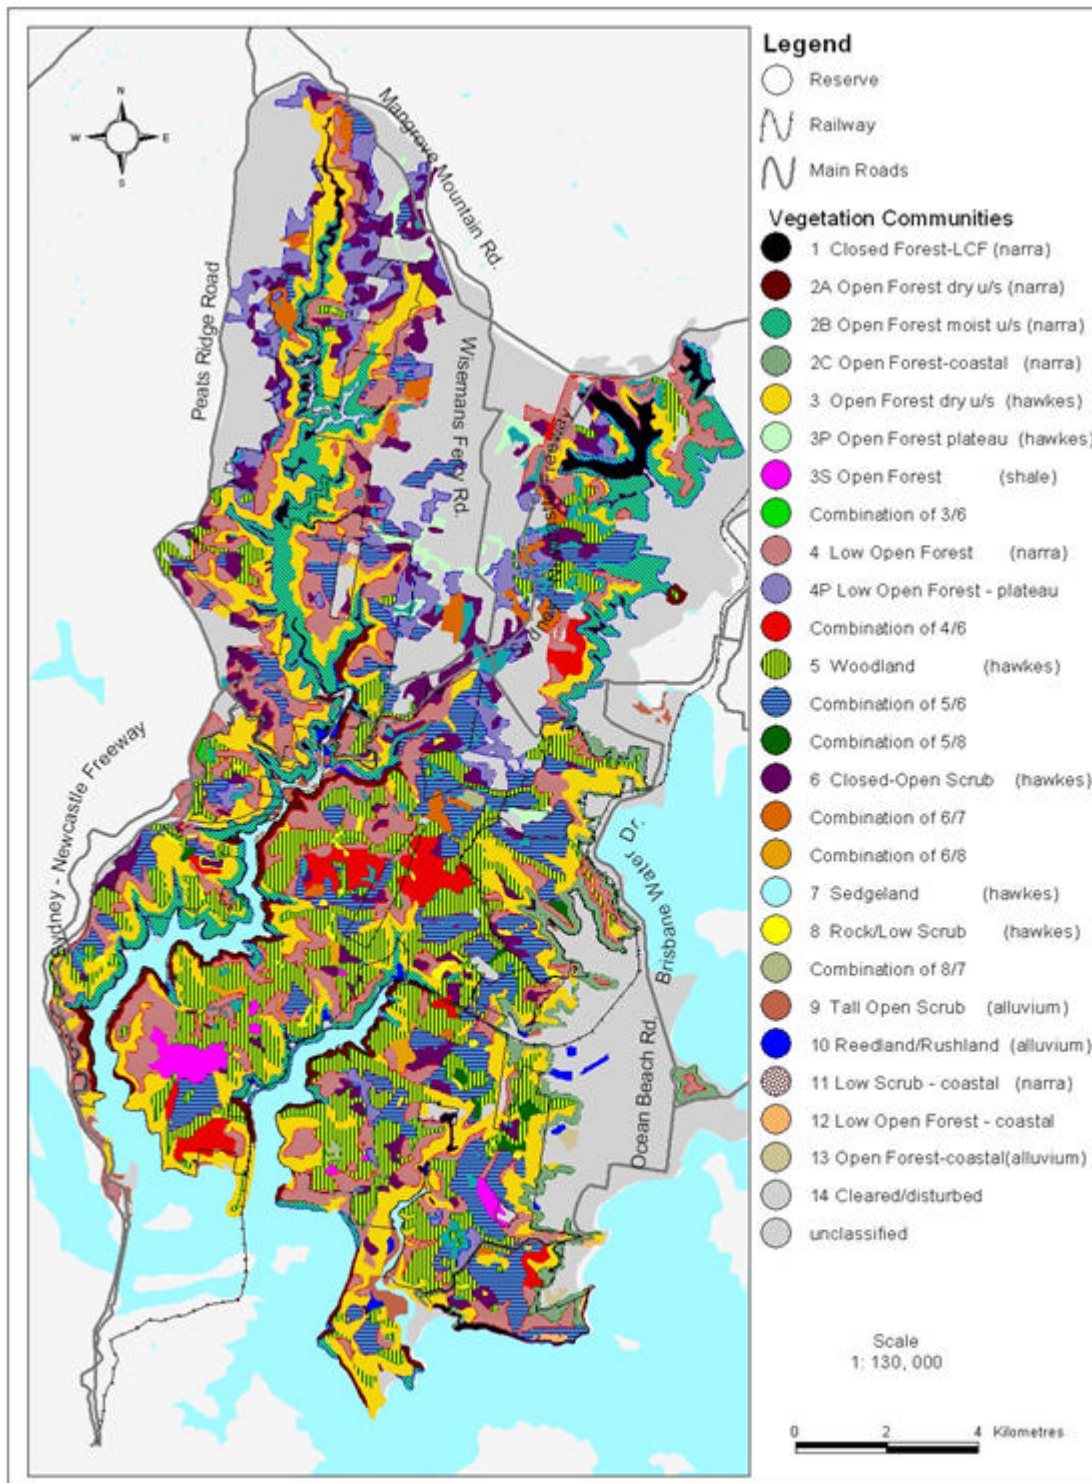 Legend
Reserve
Railway
Main Roads
Vegetation Communities
1 Closed Forest-LCF (narra)
2A Open Forest dry u/s (narra)
2B Open Forest moist u/s (narra)
2C Open Forest-coastal (narra)
3 Open Forest dry u/s (hawkes)
3P Open Forest plateau (hawkes)
3S Open Forest (shale)
Combination of 3/6
4 Low Open Forest (narra)
4P Low Open Forest - plateau
Combination of 4/6
5 Woodland (hawkes)
Combination of 5/6
Combination of 5/8
6 Closed-Open Scrub (hawkes)
Combination of 6/7
Combination of 6/8
7 Sedgeland (hawkes)
8 Rock/Low Scrub (hawkes)
Combination of 8/7
9 Tall Open Scrub (alluvium)
10 Reedland/Rushland (alluvium)
11 Low Scrub - coastal (narra)
12 Low Open Forest - coastal
13 Open Forest-coastal(alluvium)
14 Cleared/disturbed
unclassified
Scale
1: 130, 000
0 2 4 Kilometres
N
W E
S
Mangrove Mountain Rd.
Peats Ridge Road
Wisemans Ferry Rd.
Sydney - Newcastle Freeway
Brisbane Water Dr.
Ocean Beach Rd.